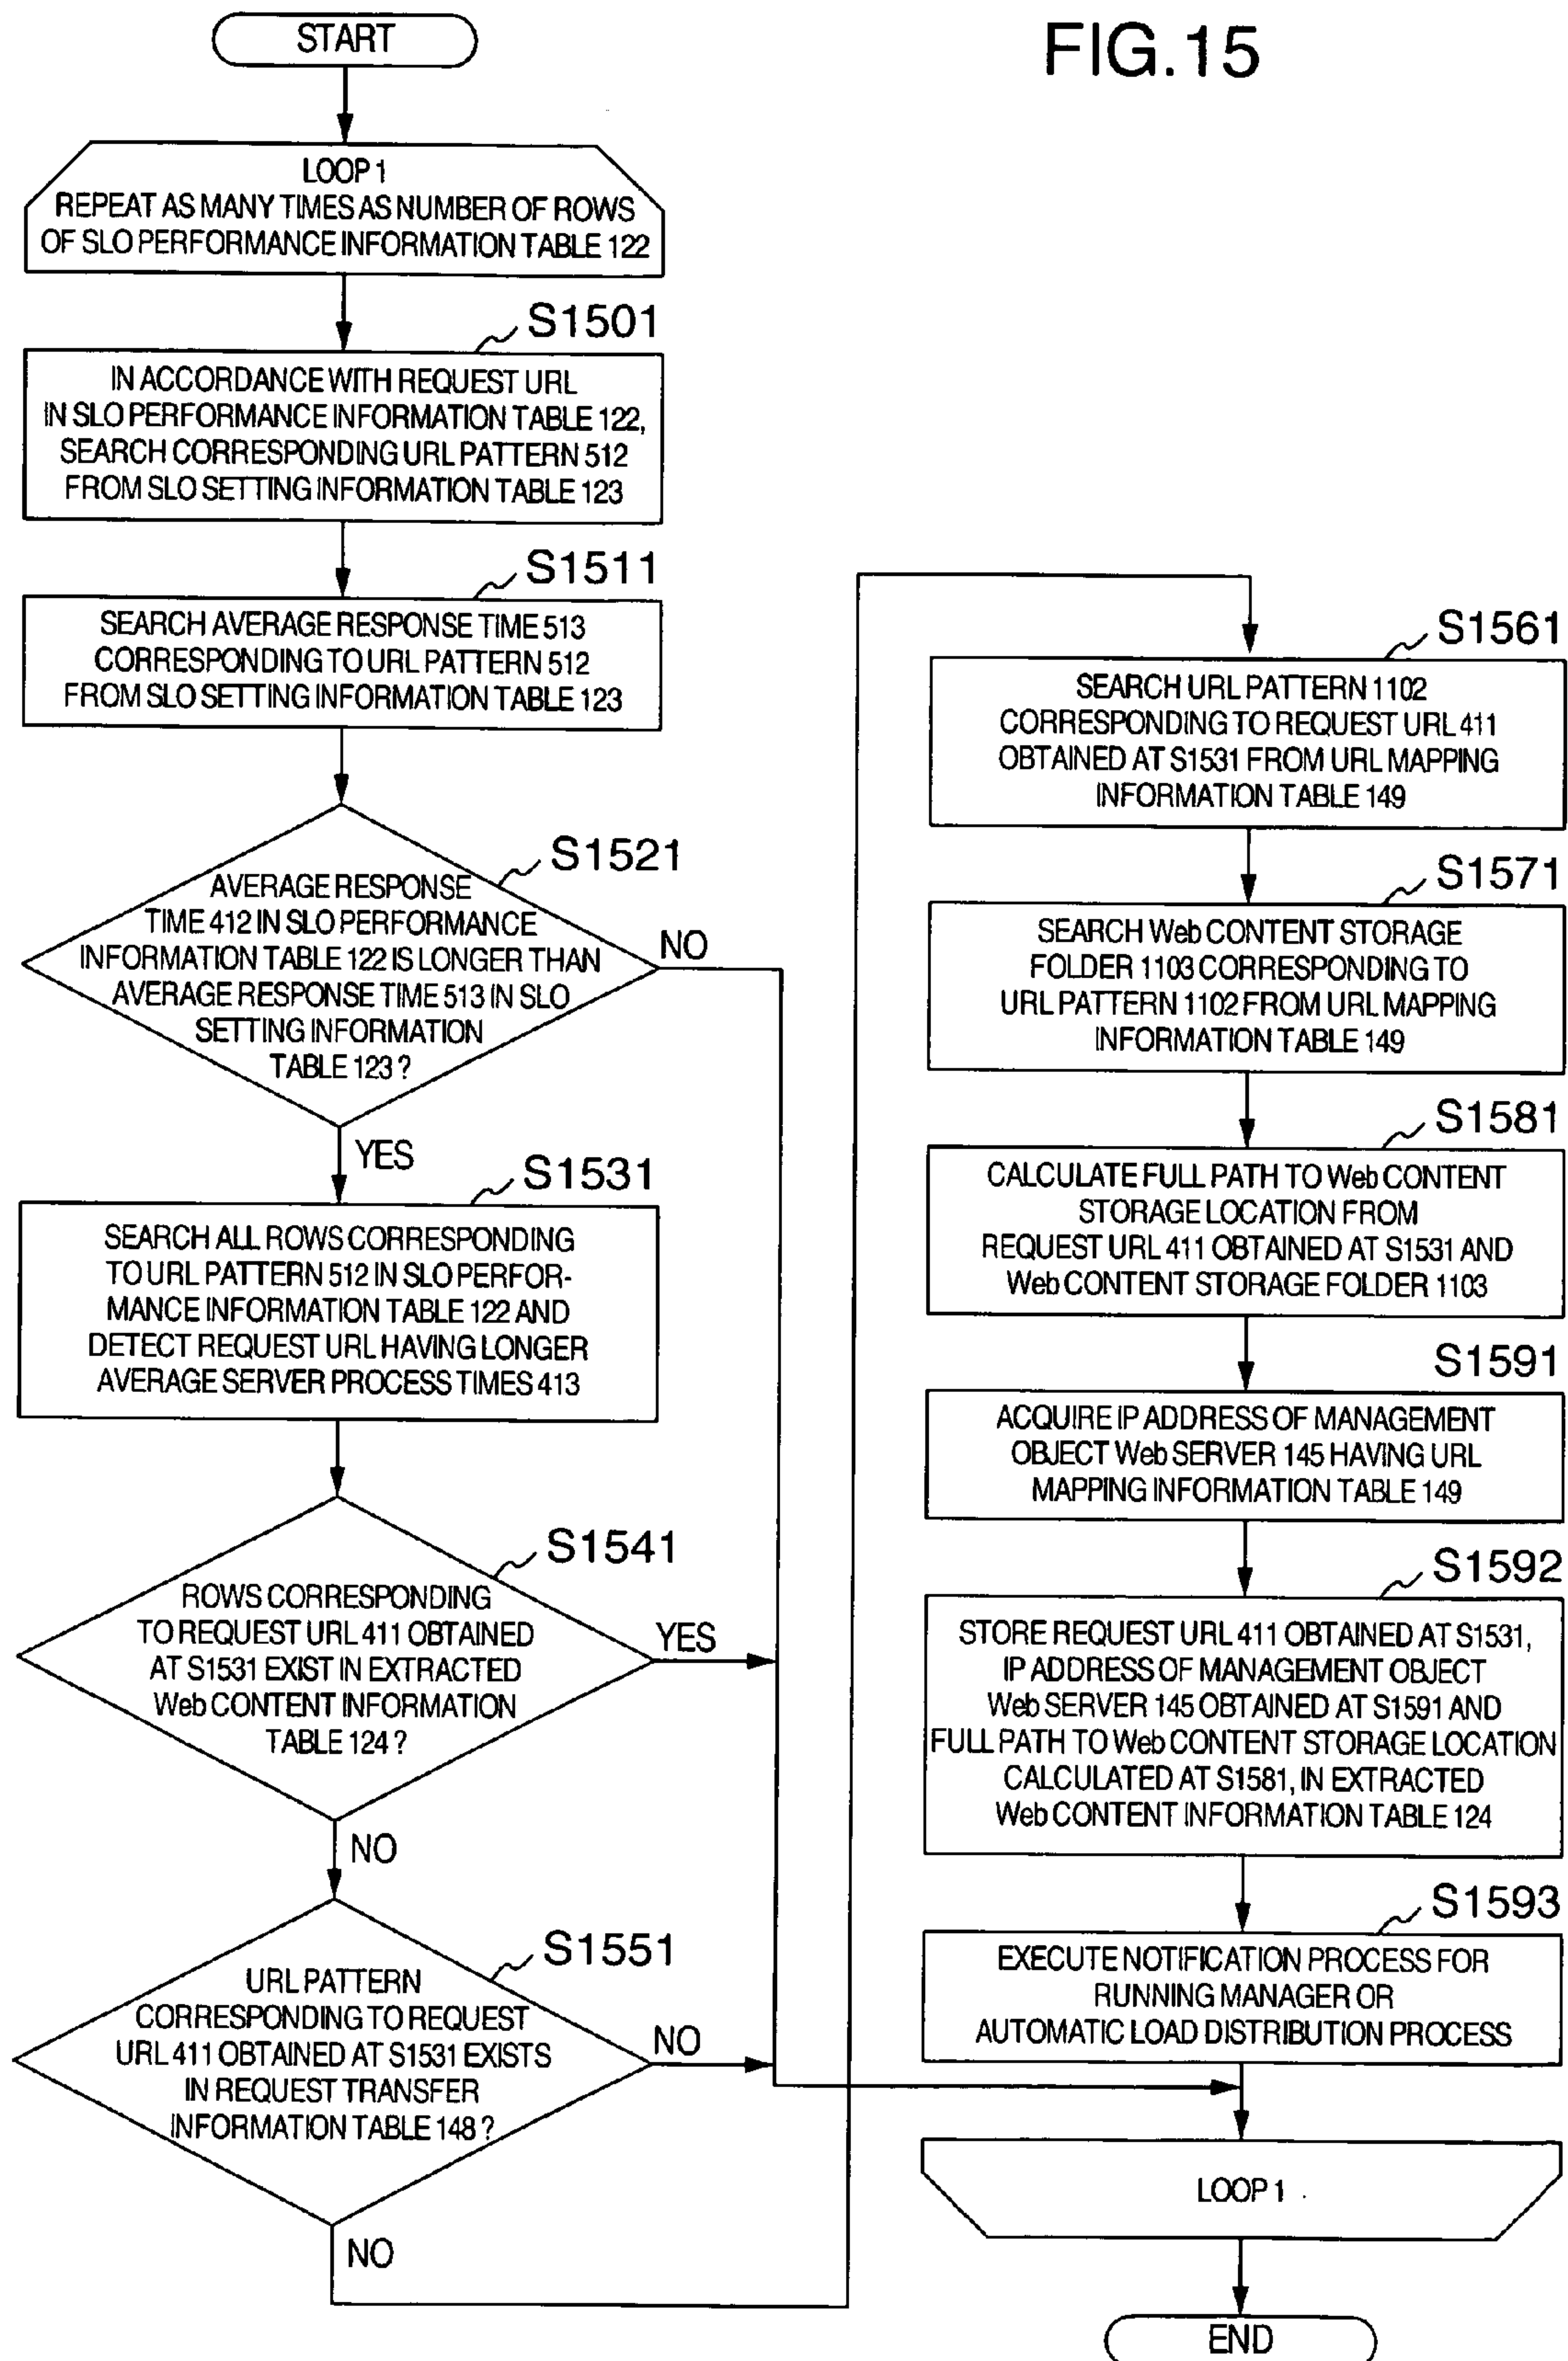 FIG.15
START
LOOP 1
REPEAT AS MANY TIMES AS NUMBER OF ROWS
OF SLO PERFORMANCE INFORMATION TABLE 122
S1501
IN ACCORDANCE WITH REQUEST URL
IN SLO PERFORMANCE INFORMATION TABLE 122,
SEARCH CORRESPONDING URL PATTERN 512
FROM SLO SETTING INFORMATION TABLE 123
S1511
SEARCH AVERAGE RESPONSE TIME 513
CORRESPONDING TO URL PATTERN 512
FROM SLO SETTING INFORMATION TABLE 123
S1521
AVERAGE RESPONSE
TIME 412 IN SLO PERFORMANCE
INFORMATION TABLE 122 IS LONGER THAN
AVERAGE RESPONSE TIME 513 IN SLO
SETTING INFORMATION
TABLE 123 ?
NO
YES
S1531
SEARCH ALL ROWS CORRESPONDING
TO URL PATTERN 512 IN SLO PERFOR-
MANCE INFORMATION TABLE 122 AND
DETECT REQUEST URL HAVING LONGER
AVERAGE SERVER PROCESS TIMES 413
S1541
ROWS CORRESPONDING
TO REQUEST URL 411 OBTAINED
AT S1531 EXIST IN EXTRACTED
Web CONTENT INFORMATION
TABLE 124 ?
YES
NO
S1551
URL PATTERN
CORRESPONDING TO REQUEST
URL 411 OBTAINED AT S1531 EXISTS
IN REQUEST TRANSFER
INFORMATION TABLE 148 ?
NO
NO
S1561
SEARCH URL PATTERN 1102
CORRESPONDING TO REQUEST URL 411
OBTAINED AT S1531 FROM URL MAPPING
INFORMATION TABLE 149
S1571
SEARCH Web CONTENT STORAGE
FOLDER 1103 CORRESPONDING TO
URL PATTERN 1102 FROM URL MAPPING
INFORMATION TABLE 149
S1581
CALCULATE FULL PATH TO Web CONTENT
STORAGE LOCATION FROM
REQUEST URL 411 OBTAINED AT S1531 AND
Web CONTENT STORAGE FOLDER 1103
S1591
ACQUIRE IP ADDRESS OF MANAGEMENT
OBJECT Web SERVER 145 HAVING URL
MAPPING INFORMATION TABLE 149
S1592
STORE REQUEST URL 411 OBTAINED AT S1531,
IP ADDRESS OF MANAGEMENT OBJECT
Web SERVER 145 OBTAINED AT S1591 AND
FULL PATH TO Web CONTENT STORAGE LOCATION
CALCULATED AT S1581, IN EXTRACTED
Web CONTENT INFORMATION TABLE 124
S1593
EXECUTE NOTIFICATION PROCESS FOR
RUNNING MANAGER OR
AUTOMATIC LOAD DISTRIBUTION PROCESS
LOOP 1
END